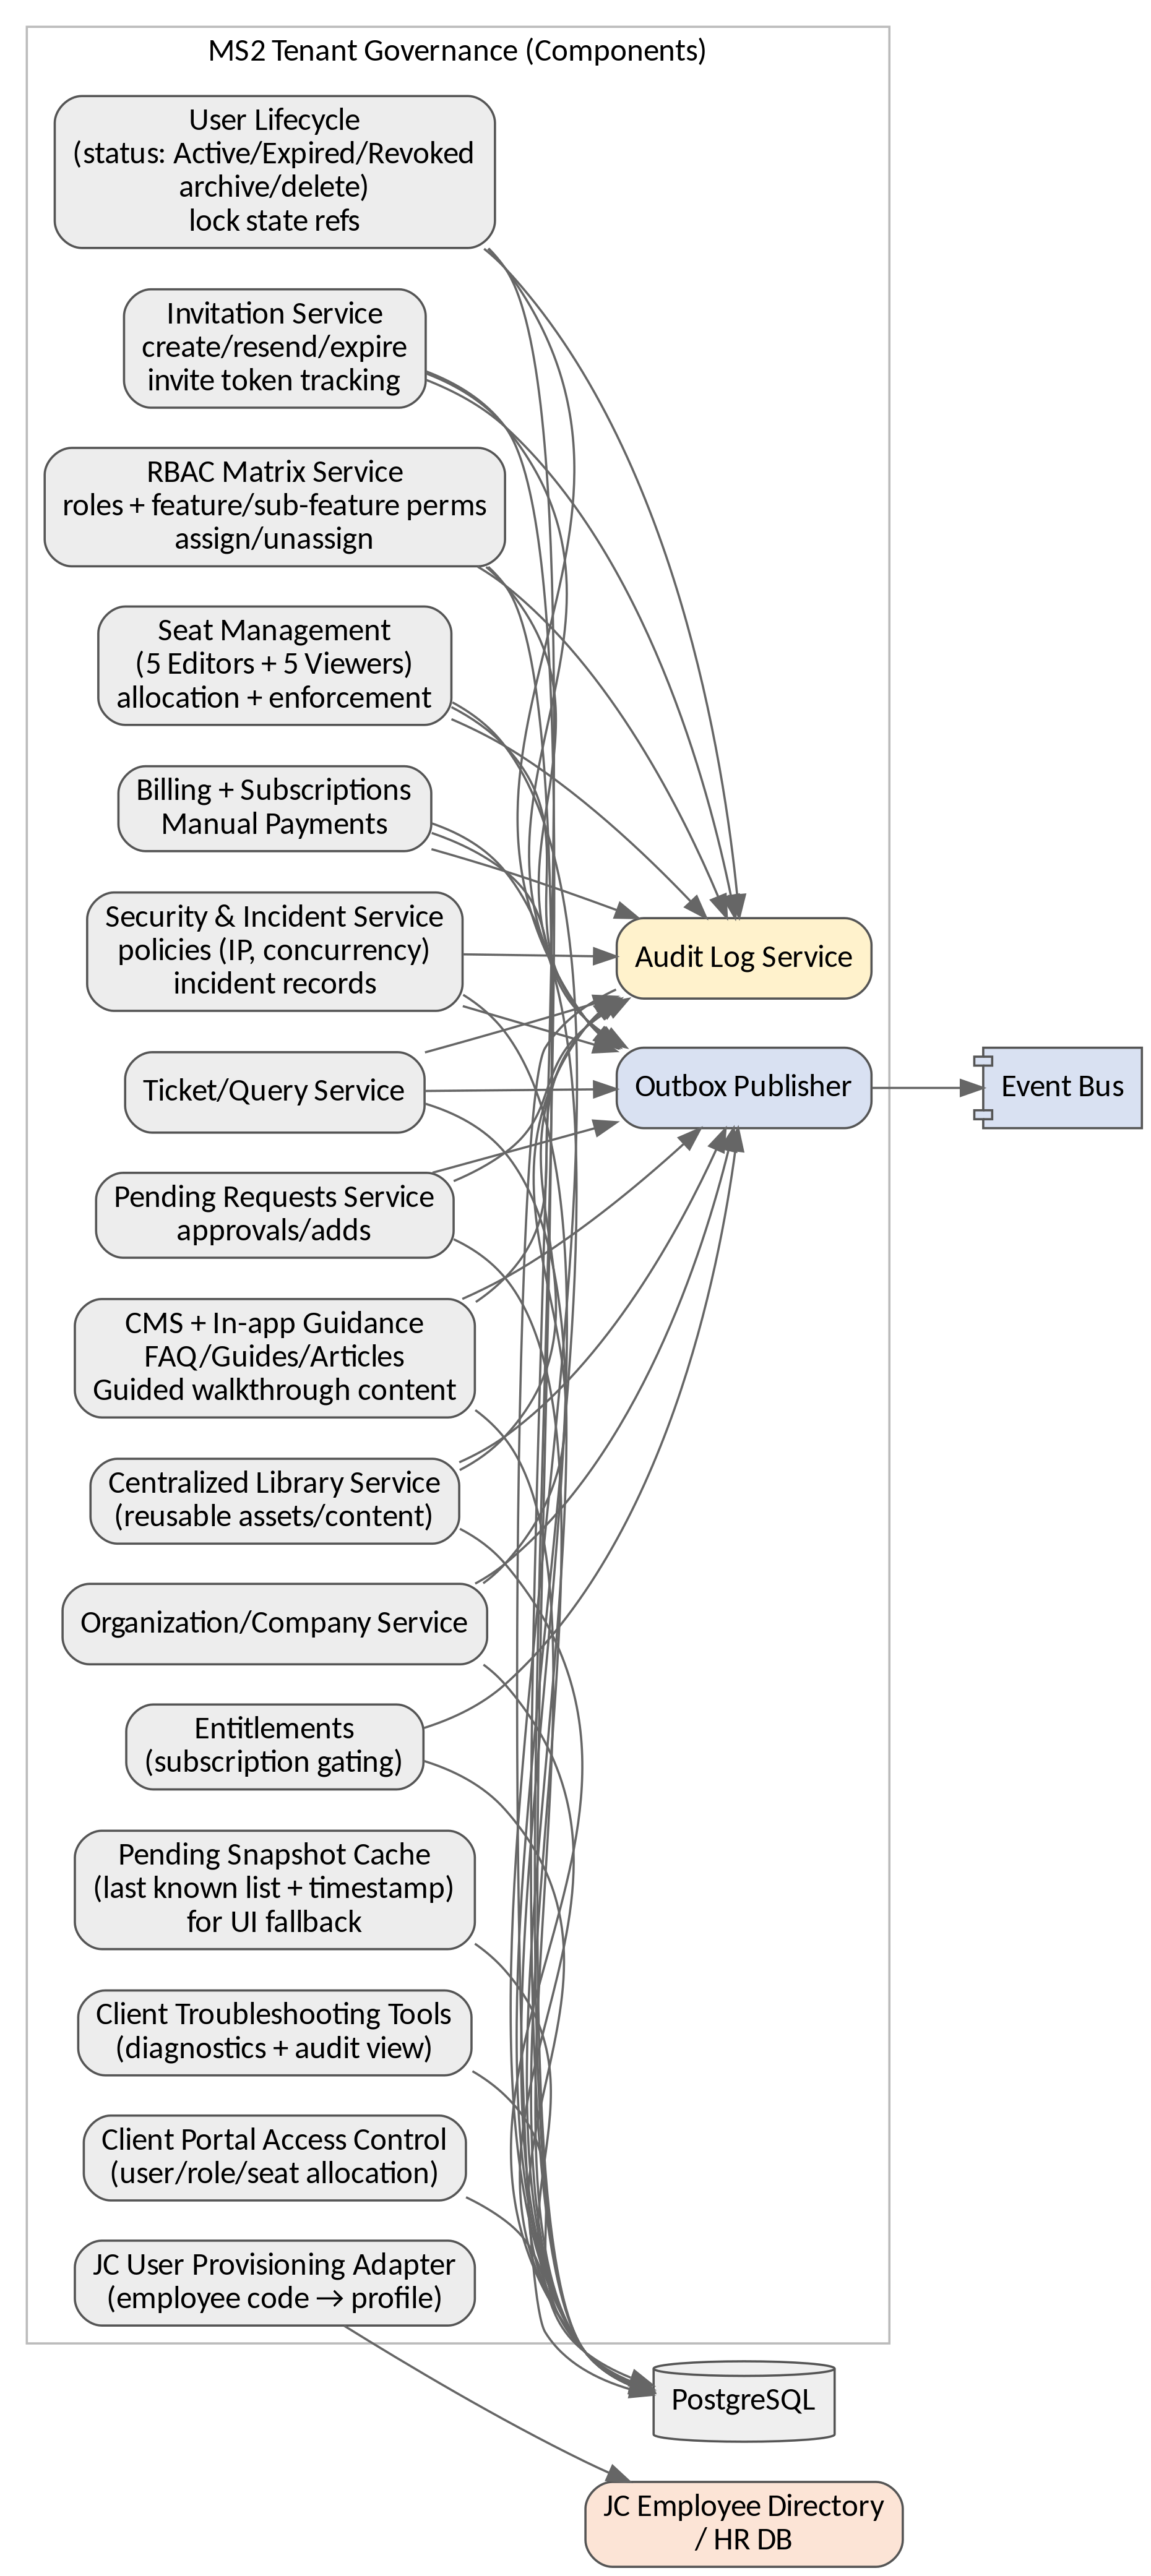 MS2 Tenant Governance (Components)
User Lifecycle
(status: Active/Expired/Revoked
archive/delete)
lock state refs
Invitation Service
create/resend/expire
invite token tracking
RBAC Matrix Service
roles + feature/sub-feature perms
assign/unassign
Seat Management
(5 Editors + 5 Viewers)
allocation + enforcement
Billing + Subscriptions
Manual Payments
Security & Incident Service
policies (IP, concurrency)
incident records
Audit Log Service
Ticket/Query Service
Outbox Publisher
Event Bus
Pending Requests Service
approvals/adds
CMS + In-app Guidance
FAQ/Guides/Articles
Guided walkthrough content
Centralized Library Service
(reusable assets/content)
Organization/Company Service
Entitlements
(subscription gating)
Pending Snapshot Cache
(last known list + timestamp)
for UI fallback
Client Troubleshooting Tools
(diagnostics + audit view)
Client Portal Access Control
(user/role/seat allocation)
JC User Provisioning Adapter
(employee code → profile)
PostgreSQL
JC Employee Directory
/ HR DB